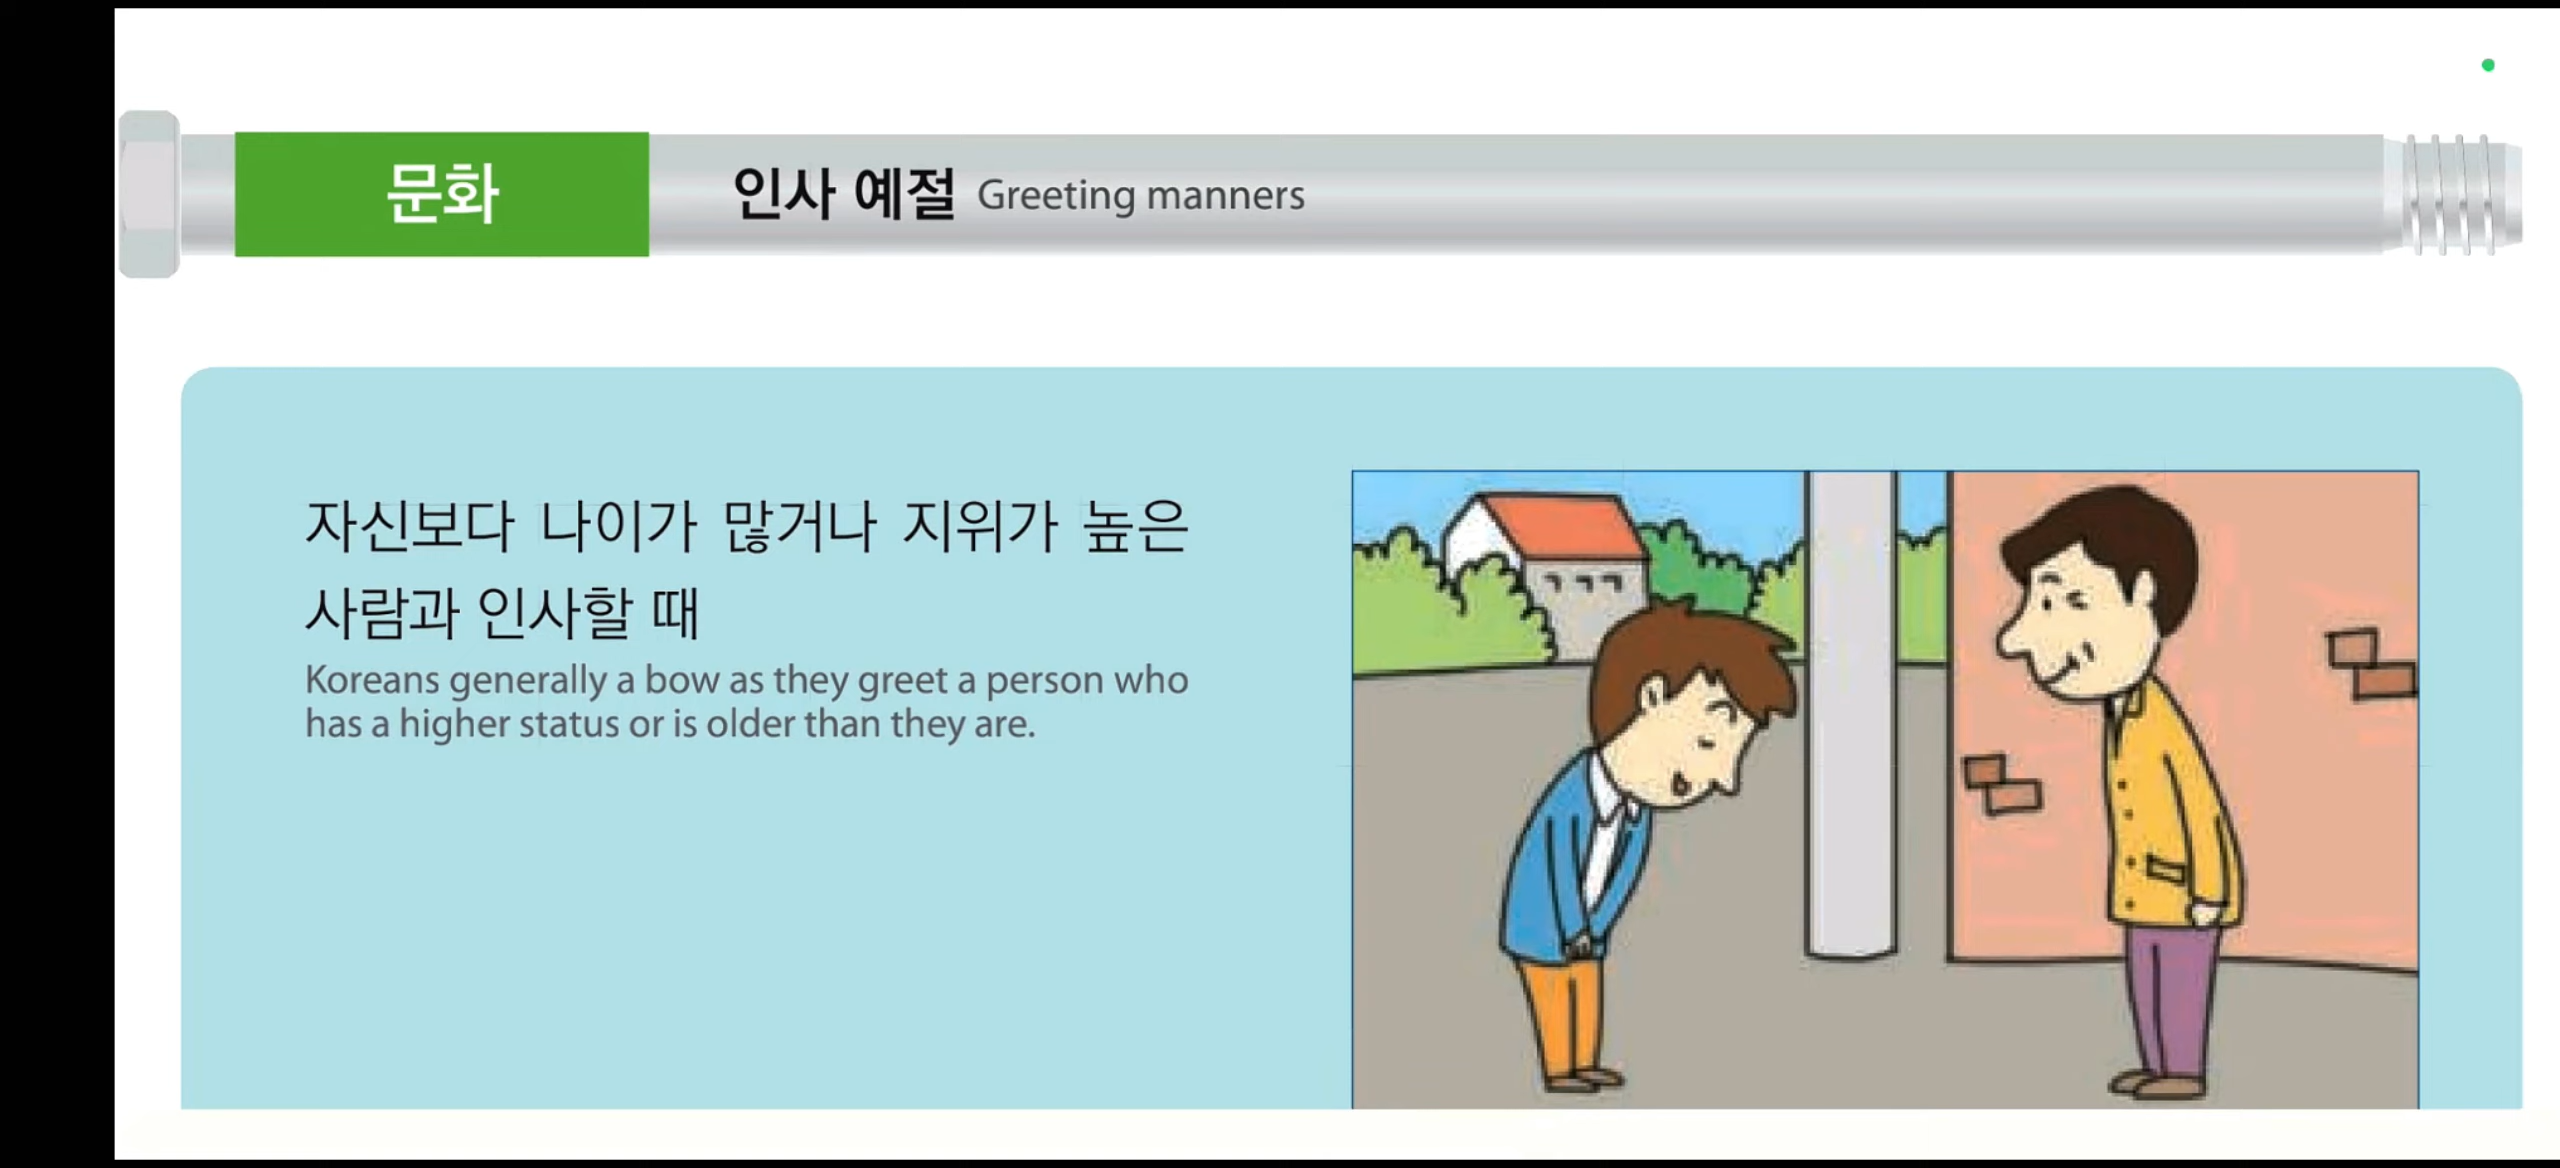 문화
인사 예절 Greeting manners
자신보다 나이가 많거나 지위가 높은
사람과 인사할 때
Koreans generally a bow as they greet a person who
has a higher status or is older than they are.